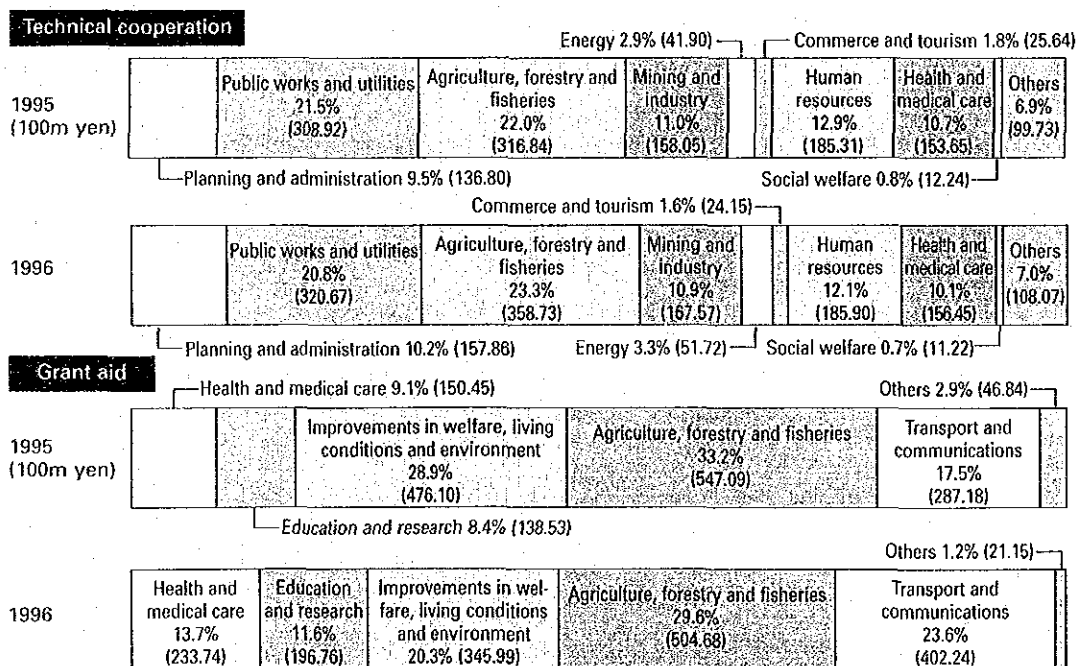 Technical cooperation
Energy 2.9% (41.90)
Commerce and tourism 1.8% (25.64)
1995
(100m yen)
Public works and utilities
21.5%
(308.92)
Agriculture, forestry and
fisheries
22.0%
(316.84)
Mining and
industry
11.0%
(158.05)
Human
resources
12.9%
(185.31)
Health and
medical care
10.7%
(153.65)
Others
6.9%
(99.73)
Planning and administration 9.5% (136.80)
Social welfare 0.8% (12.24)
Commerce and tourism 1.6% (24.15)
1996
Public works and utilities
20.8%
(320.67)
Agriculture, forestry and
fisheries
23.3%
(358.73)
Mining and
industry
10.9%
(167.57)
Human
resources
12.1%
(185.90)
Health and
medical care
10.1%
(156.45)
Others
7.0%
(108.07)
Planning and administration 10.2% (157.86)
Energy 3.3% (51.72)
Social welfare 0.7% (11.22)
Grant aid
Health and medical care 9.1% (150.45)
Others 2.9% (46.84)
1995
(100m yen)
Improvements in welfare, living
conditions and environment
28.9%
(476.10)
Agriculture, forestry and fisheries
33.2%
(547.09)
Transport and
communications
17.5%
(287.18)
Education and research 8.4% (138.53)
Others 1.2% (21.15)
1996
Health and
medical care
13.7%
(233.74)
Education
and research
11.6%
(196.76)
Improvements in wel-
fare, living conditions
and environment
20.3% (345.99)
Agriculture, forestry and fisheries
29.6%
(504.68)
Transport and
communications
23.6%
(402.24)